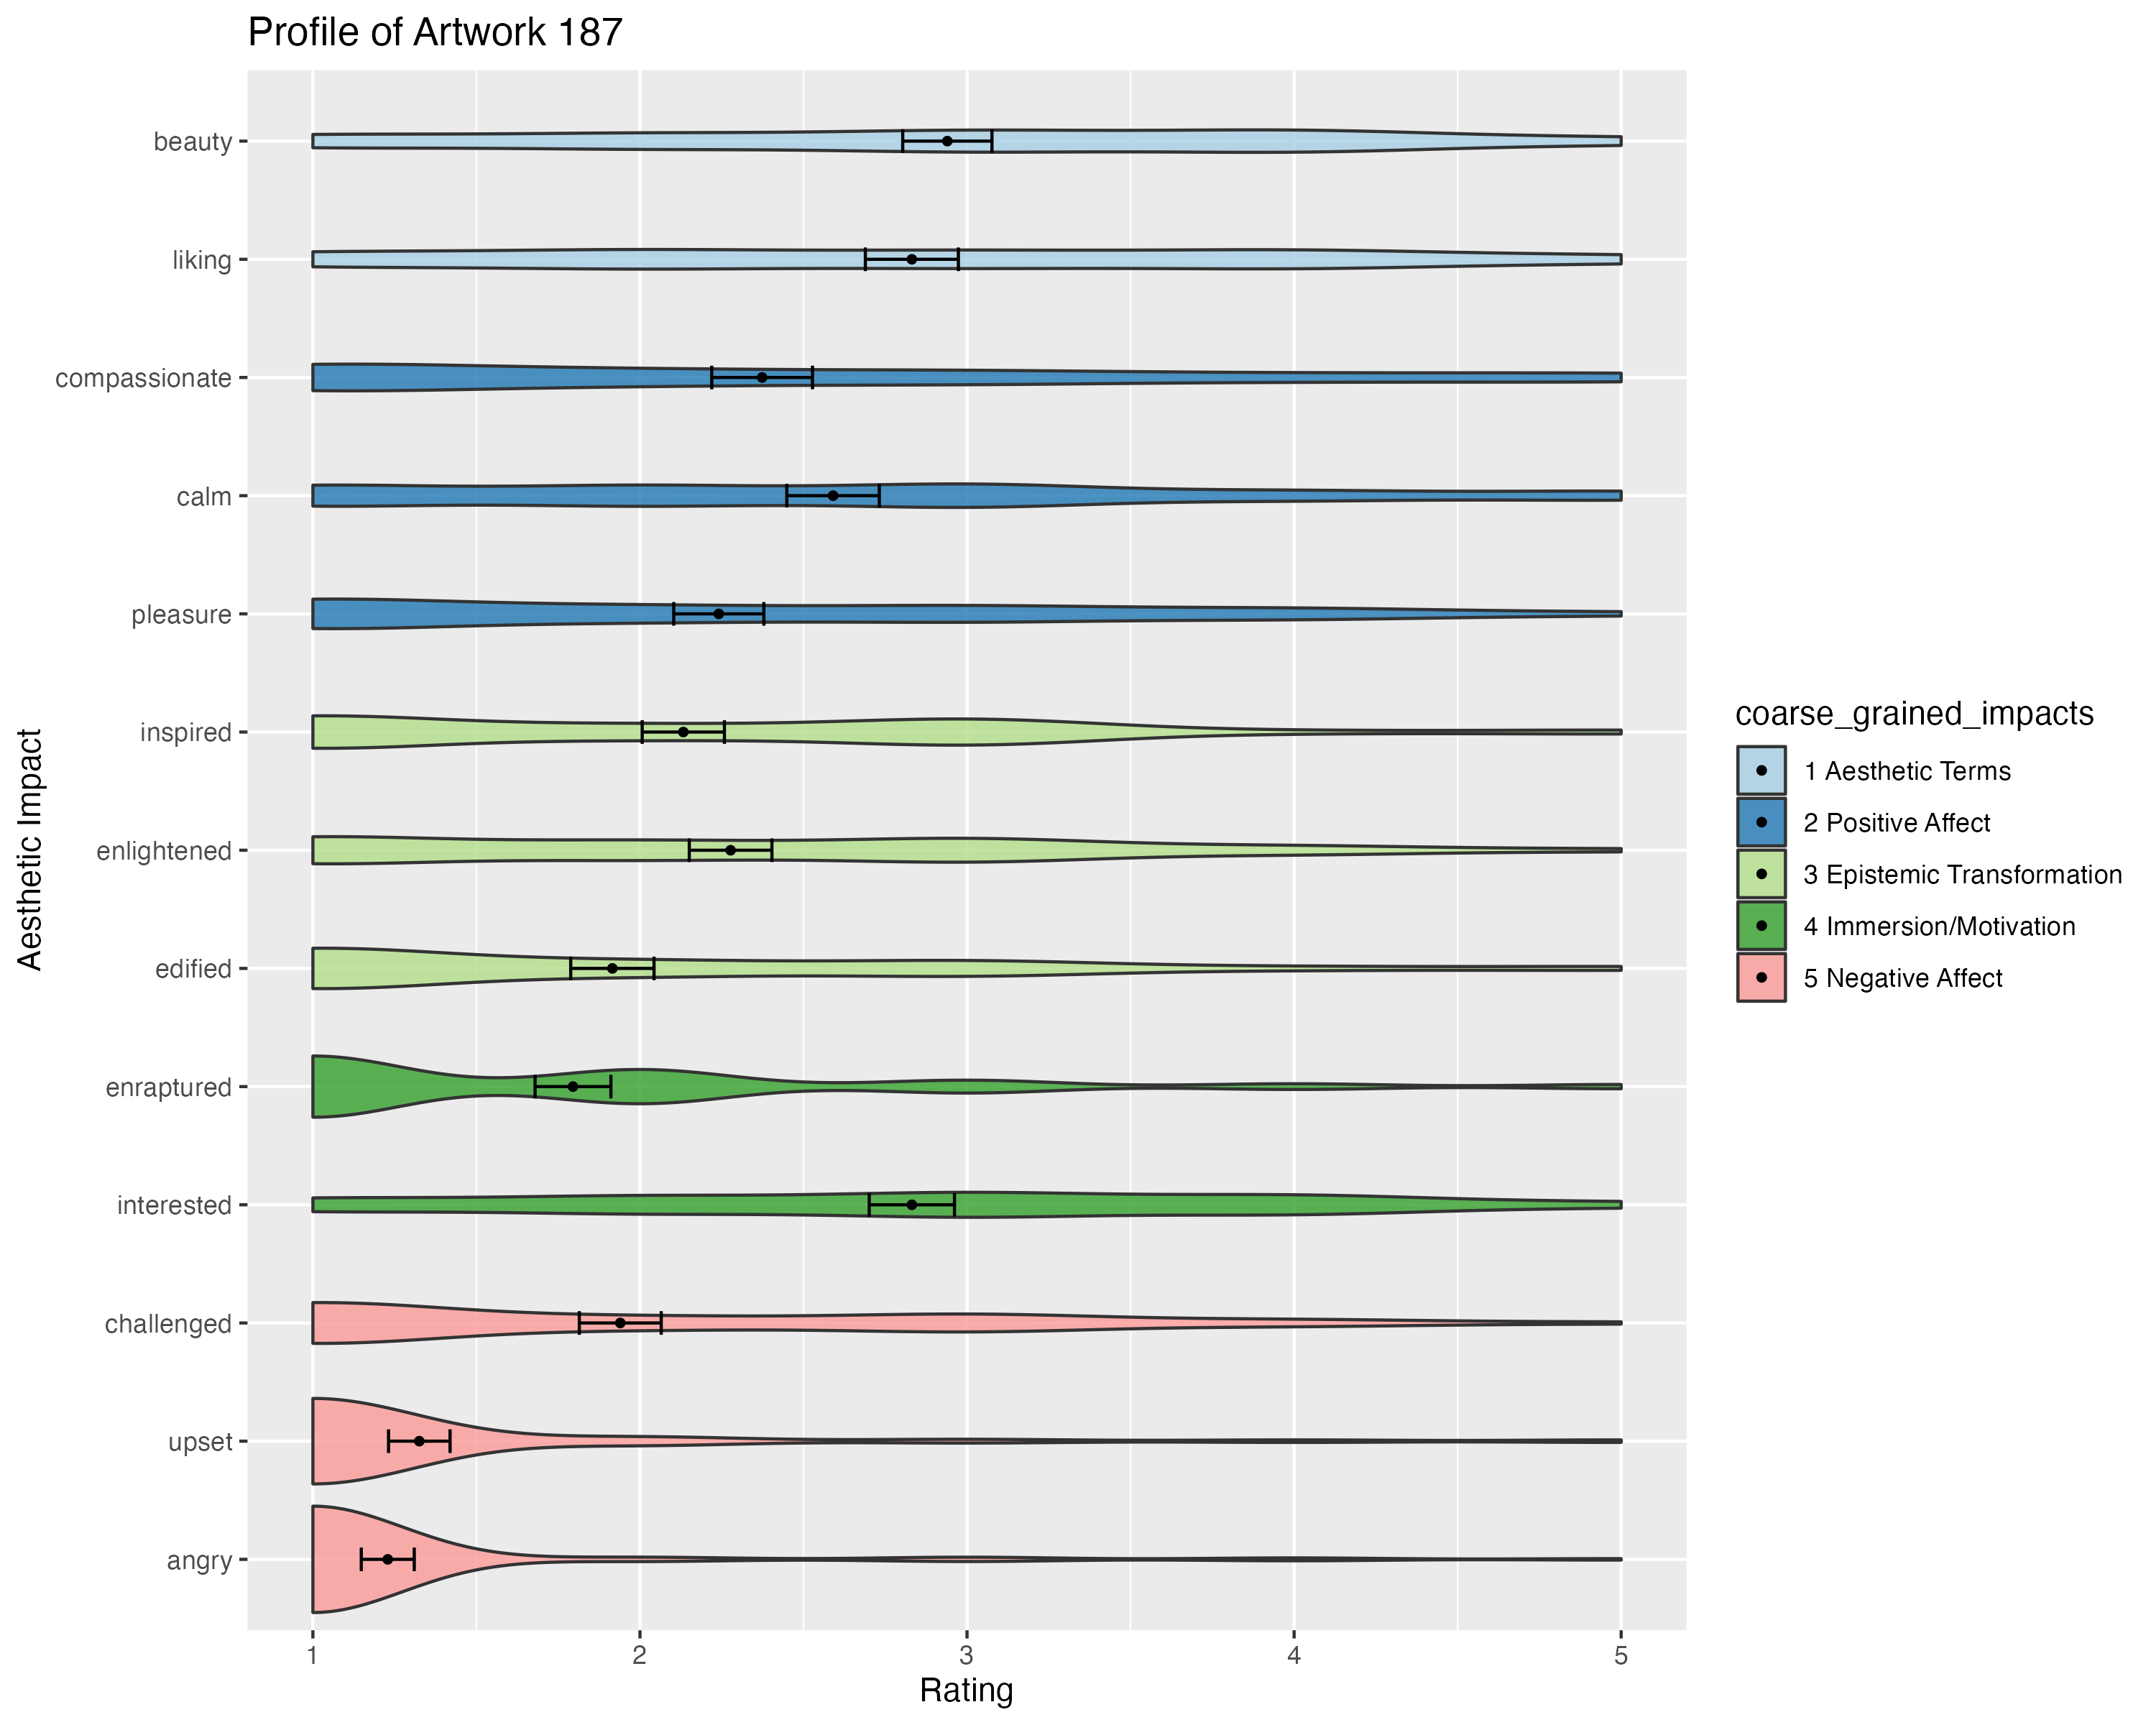 Profile of Artwork 187
beauty
liking
compassionate
calm
pleasure
inspired
enlightened
edified
enraptured
interested
challenged
upset
angry
Aesthetic Impact
1 2 3 4 5
Rating
coarse_grained_impacts
1 Aesthetic Terms
2 Positive Affect
3 Epistemic Transformation
4 Immersion/Motivation
5 Negative Affect